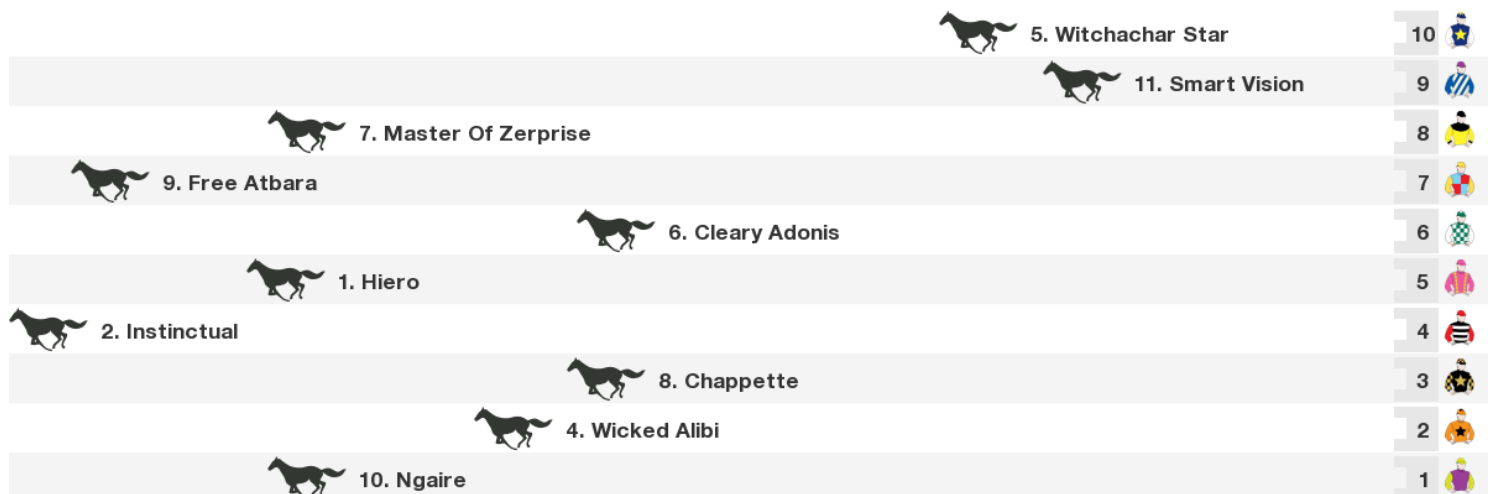 5. Witchachar Star 10
11. Smart Vision 9
7. Master Of Zerprise 8
9. Free Atbara 7
6. Cleary Adonis 6
1. Hiero 5
2. Instinctual 4
8. Chappette 3
4. Wicked Alibi 2
10. Ngaire 1